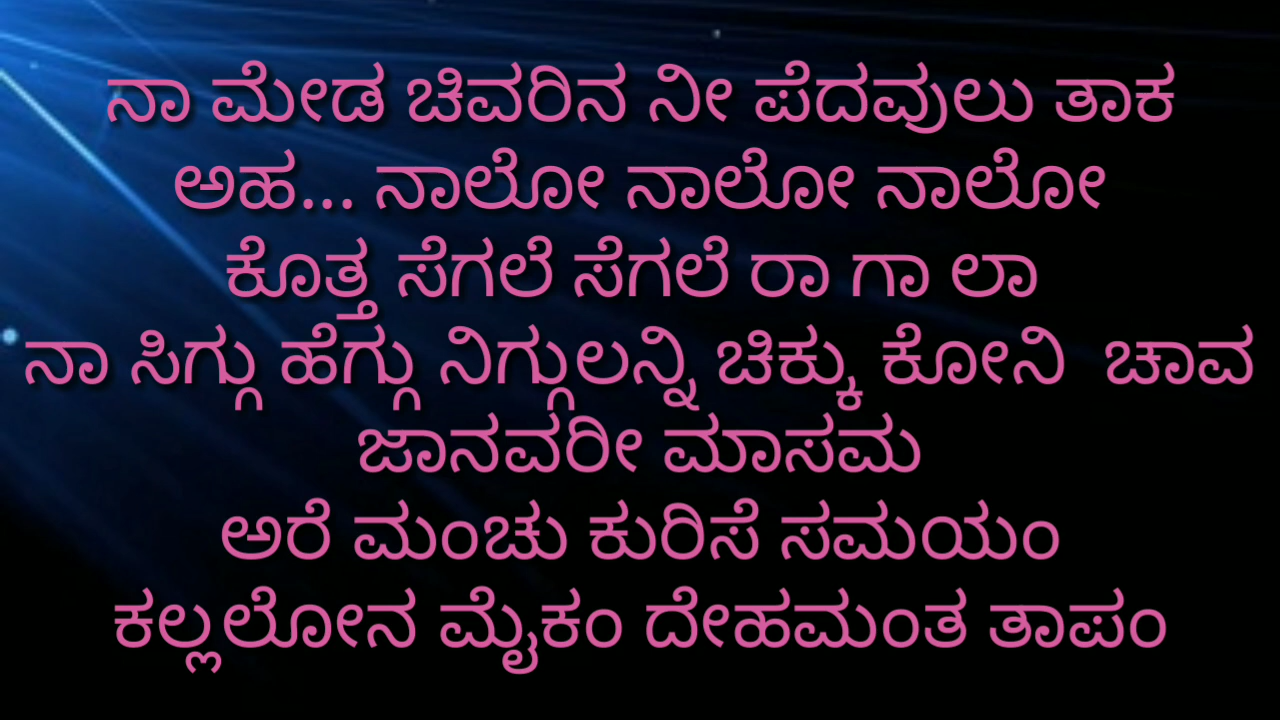 ನಾ ಮೇಡ ಚಿವರಿನ ನೀ ಪೆದವುಲು ತಾಕ
ಅಹ... ನಾಲೋ ನಾಲೋ ನಾಲೋ
ಕೊತ್ತ ಸೆಗಲೆ ಸೆಗಲೆ ರಾ ಗಾ ಲಾ
ನಾ ಸಿಗ್ಗು ಹೆಗ್ಗು ನಿಗ್ಗುಲನ್ನಿ ಚಿಕ್ಕು ಕೋನಿ ಚಾವ
ಜಾನವರೀ ಮಾಸಮ
ಅರೆ ಮಂಚು ಕುರಿಸೆ ಸಮಯಂ
ಕಲ್ಲಲೋನ ಮೈಕಂ ದೇಹಮಂತ ತಾಪಂ